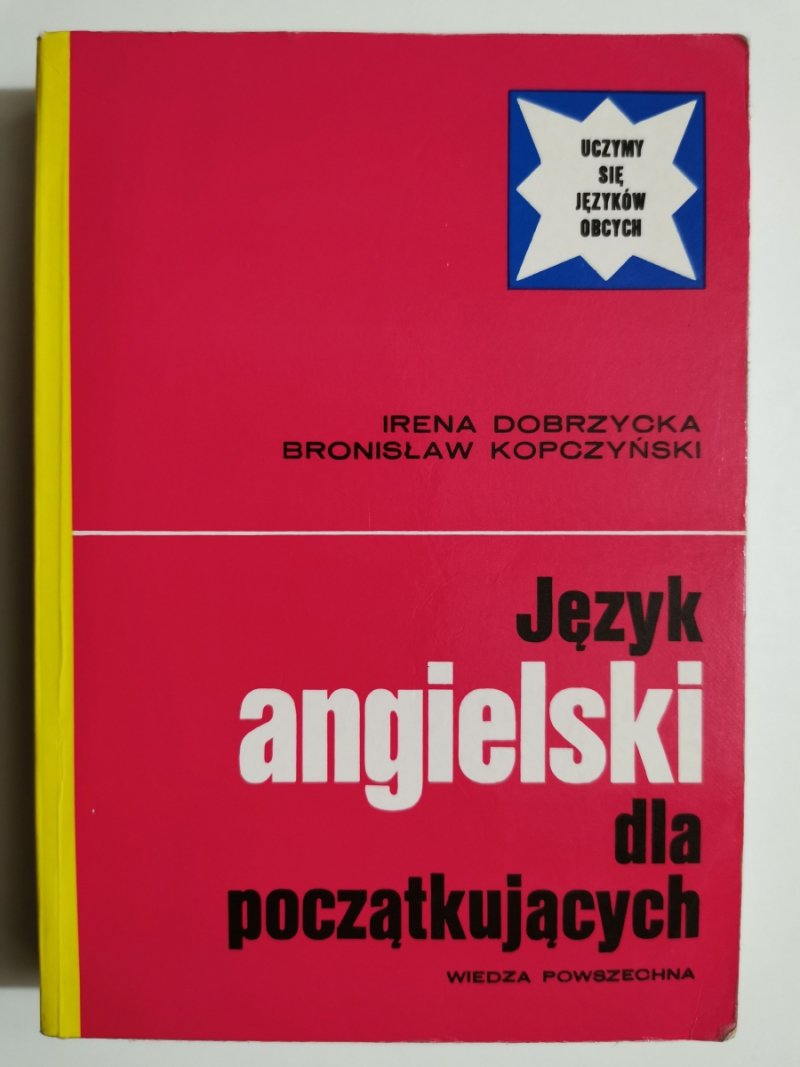 UCZYMY
SIĘ
JĘZYKÓW
OBCYCH
IRENA DOBRZYCKA
BRONISŁAW KOPCZYŃSKI
Język
angielski
dla
początkujących
WIEDZA POWSZECHNA